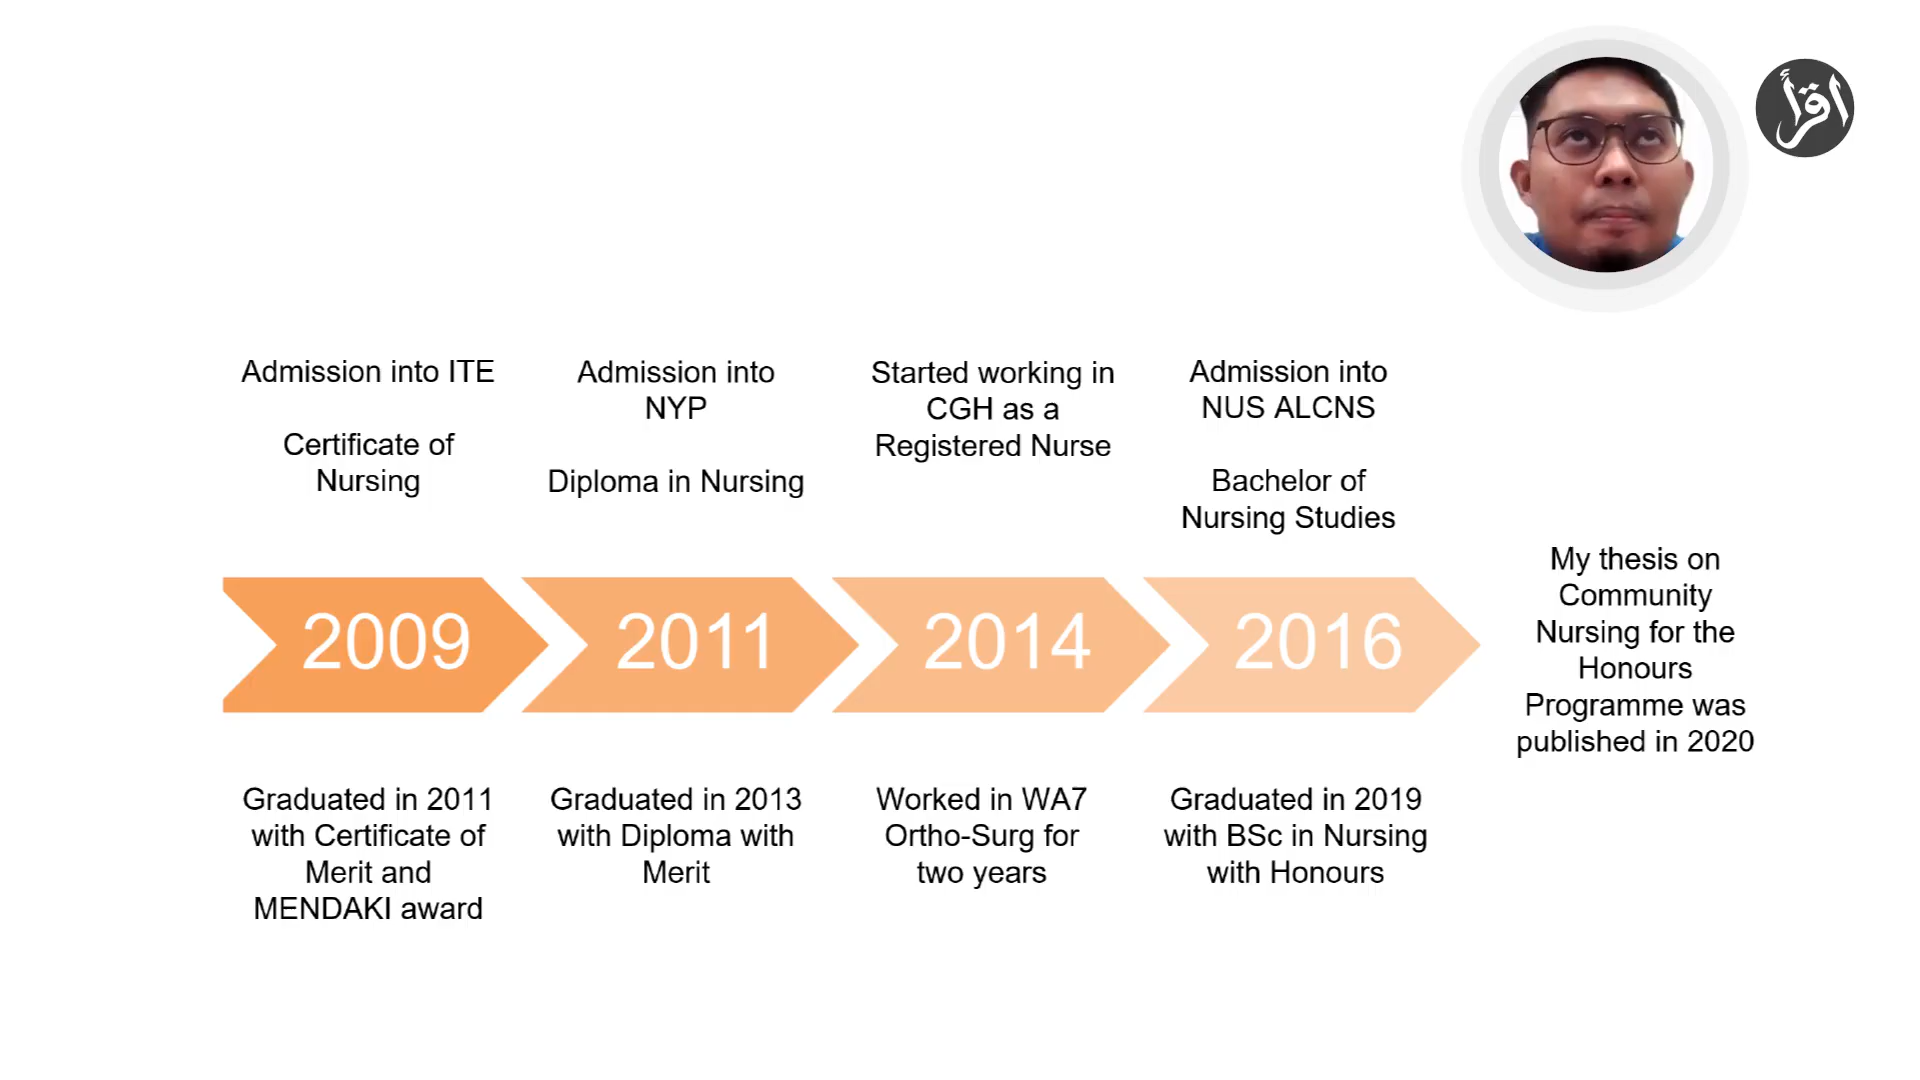 اقرأ
Admission into ITE
Certificate of
Nursing
Admission into
NYP
Diploma in Nursing
Started working in
CGH as a
Registered Nurse
Admission into
NUS ALCNS
Bachelor of
Nursing Studies
2009
2011
2014
2016
My thesis on
Community
Nursing for the
Honours
Programme was
published in 2020
Graduated in 2011
with Certificate of
Merit and
MENDAKI award
Graduated in 2013
with Diploma with
Merit
Worked in WA7
Ortho-Surg for
two years
Graduated in 2019
with BSc in Nursing
with Honours